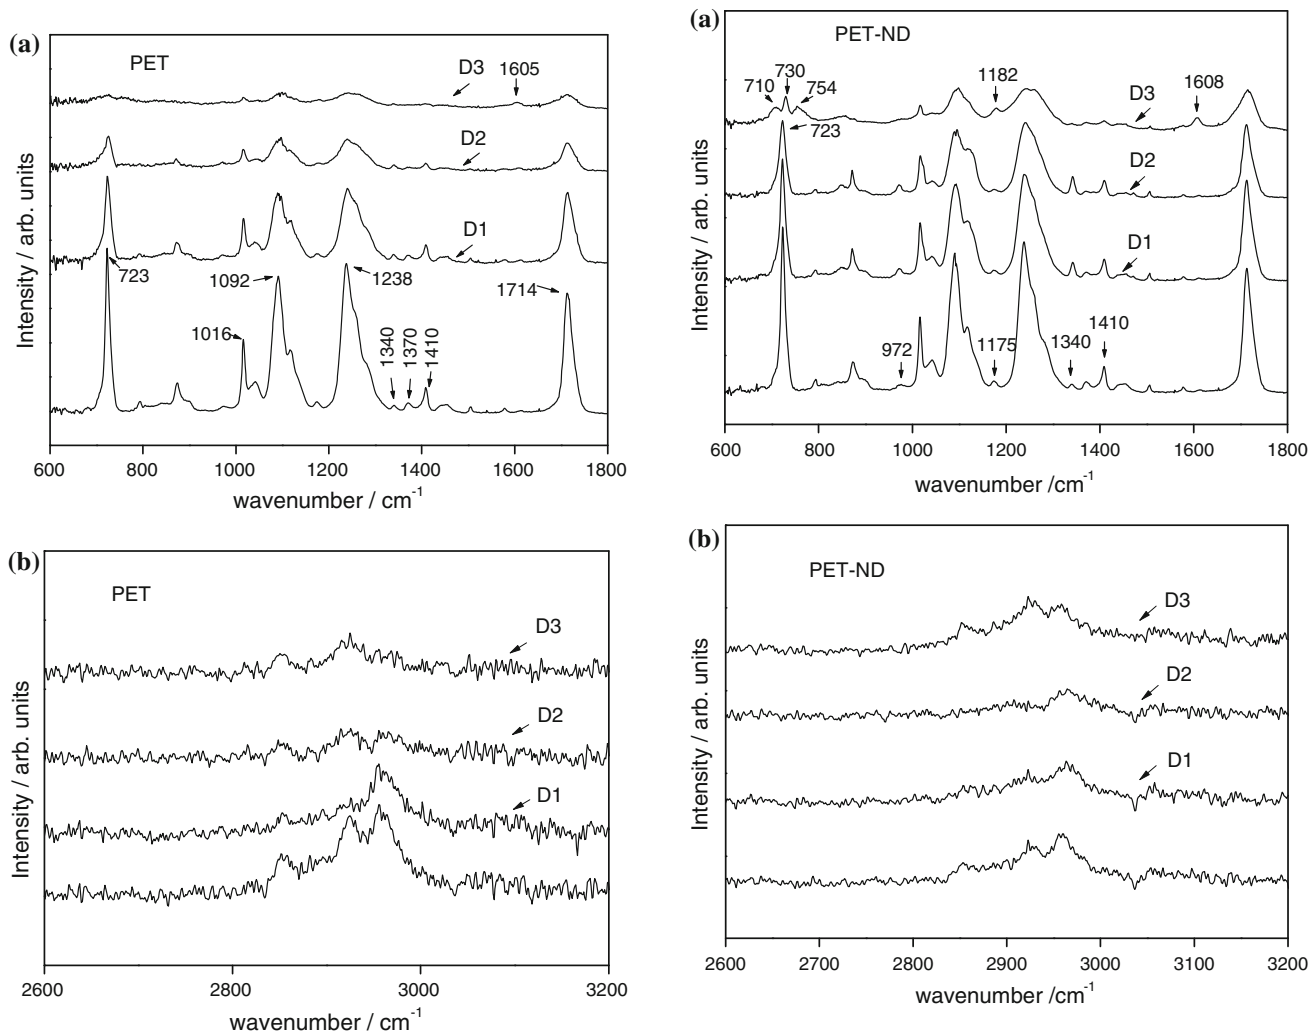 (a)
PET
D3
1605
D2
D1
723
1092
1238
1714
1016
1340
1370
1410
Intensity / arb. units
600 800 1000 1200 1400 1600 1800
wavenumber / cm-1
(a)
PET-ND
710
730
754
723
1182
1608
D3
D2
D1
972
1175
1340
1410
Intensity / arb. units
600 800 1000 1200 1400 1600 1800
wavenumber /cm-1
(b)
PET
D3
D2
D1
Intensity / arb. units
2600 2800 3000 3200
wavenumber / cm-1
(b)
PET-ND
D3
D2
D1
Intensity / arb. units
2600 2700 2800 2900 3000 3100 3200
wavenumber /cm-1